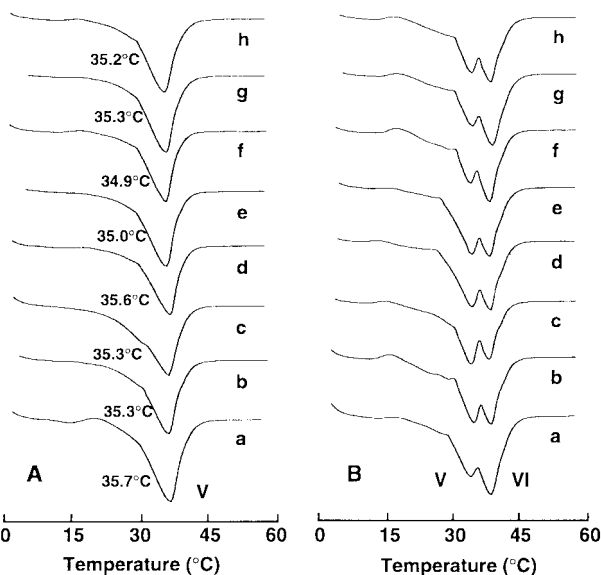 h
35.2°C
g
35.3°C
f
34.9°C
e
35.0°C
d
35.6°C
c
35.3°C
b
35.3°C
a
A
35.7°C
V
0 15 30 45 60
Temperature (°C)
h
g
f
e
d
c
b
a
B
V
VI
0 15 30 45 60
Temperature (°C)